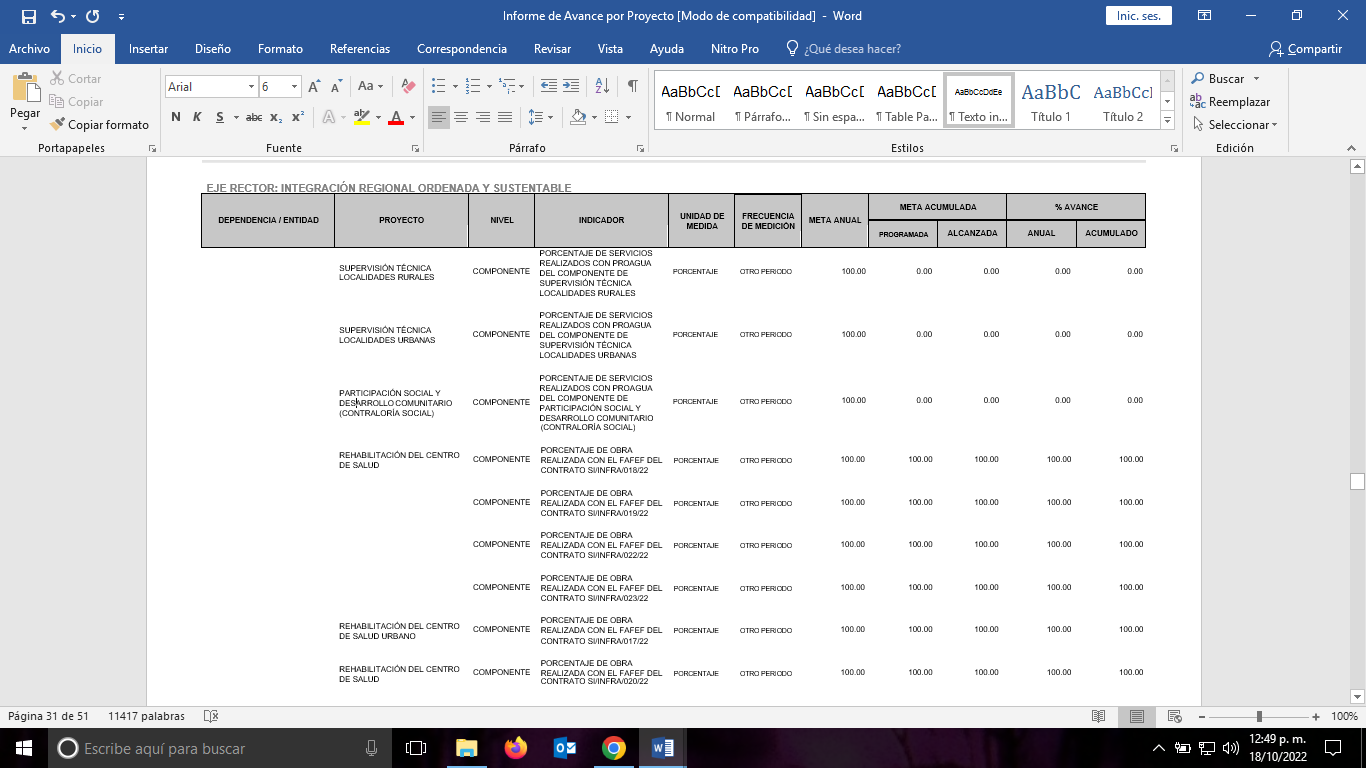 Informe de Avance por Proyecto [Modo de compatibilidad] - Word
Inic. ses.
Archivo Inicio Insertar Diseño Formato Referencias Correspondencia Revisar Vista Ayuda Nitro Pro ¿Qué desea hacer? Compartir
Pegar
Cortar
Copiar
Copiar formato
Portapapeles
Arial 6
N K S abc x₂ x²
Fuente
Párrafo
AaBbCcD AaBbCcD AaBbCcD AaBbCcD AaBbCcDdEe AaBbC AaBbCcD
¶ Normal ¶ Párrafo... ¶ Sin espa... ¶ Table Pa... ¶ Texto in... Título 1 Título 2
Estilos
Buscar
Reemplazar
Seleccionar
Edición
EJE RECTOR: INTEGRACIÓN REGIONAL ORDENADA Y SUSTENTABLE
DEPENDENCIA / ENTIDAD
PROYECTO
NIVEL
INDICADOR
UNIDAD DE
MEDIDA
FRECUENCIA
DE MEDICIÓN
META ANUAL
META ACUMULADA
PROGRAMADA
ALCANZADA
% AVANCE
ANUAL
ACUMULADO
SUPERVISIÓN TÉCNICA
LOCALIDADES RURALES
COMPONENTE
PORCENTAJE DE SERVICIOS
REALIZADOS CON PROAGUA
DEL COMPONENTE DE
SUPERVISIÓN TÉCNICA
LOCALIDADES RURALES
PORCENTAJE
OTRO PERIODO
100.00 0.00 0.00 0.00 0.00
SUPERVISIÓN TÉCNICA
LOCALIDADES URBANAS
COMPONENTE
PORCENTAJE DE SERVICIOS
REALIZADOS CON PROAGUA
DEL COMPONENTE DE
SUPERVISIÓN TÉCNICA
LOCALIDADES URBANAS
PORCENTAJE
OTRO PERIODO
100.00 0.00 0.00 0.00 0.00
PARTICIPACIÓN SOCIAL Y
DESARROLLO COMUNITARIO
(CONTRALORÍA SOCIAL)
COMPONENTE
PORCENTAJE DE SERVICIOS
REALIZADOS CON PROAGUA
DEL COMPONENTE DE
PARTICIPACIÓN SOCIAL Y
DESARROLLO COMUNITARIO
(CONTRALORÍA SOCIAL)
PORCENTAJE
OTRO PERIODO
100.00 0.00 0.00 0.00 0.00
REHABILITACIÓN DEL CENTRO
DE SALUD
COMPONENTE
PORCENTAJE DE OBRA
REALIZADA CON EL FAFEF DEL
CONTRATO SI/INFRA/018/22
PORCENTAJE
OTRO PERIODO
100.00 100.00 100.00 100.00 100.00
COMPONENTE
PORCENTAJE DE OBRA
REALIZADA CON EL FAFEF DEL
CONTRATO SI/INFRA/019/22
PORCENTAJE
OTRO PERIODO
100.00 100.00 100.00 100.00 100.00
COMPONENTE
PORCENTAJE DE OBRA
REALIZADA CON EL FAFEF DEL
CONTRATO SI/INFRA/022/22
PORCENTAJE
OTRO PERIODO
100.00 100.00 100.00 100.00 100.00
COMPONENTE
PORCENTAJE DE OBRA
REALIZADA CON EL FAFEF DEL
CONTRATO SI/INFRA/023/22
PORCENTAJE
OTRO PERIODO
100.00 100.00 100.00 100.00 100.00
REHABILITACIÓN DEL CENTRO
DE SALUD URBANO
COMPONENTE
PORCENTAJE DE OBRA
REALIZADA CON EL FAFEF DEL
CONTRATO SI/INFRA/017/22
PORCENTAJE
OTRO PERIODO
100.00 100.00 100.00 100.00 100.00
REHABILITACIÓN DEL CENTRO
DE SALUD
COMPONENTE
PORCENTAJE DE OBRA
REALIZADA CON EL FAFEF DEL
CONTRATO SI/INFRA/020/22
PORCENTAJE
OTRO PERIODO
100.00 100.00 100.00 100.00 100.00
Página 31 de 51 11417 palabras
100%
Escribe aquí para buscar
12:49 p. m.
18/10/2022